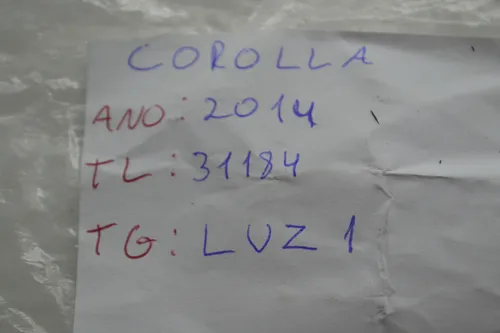 COROLLA
ANO: 2014
TL: 31184
TG: LUZ 1